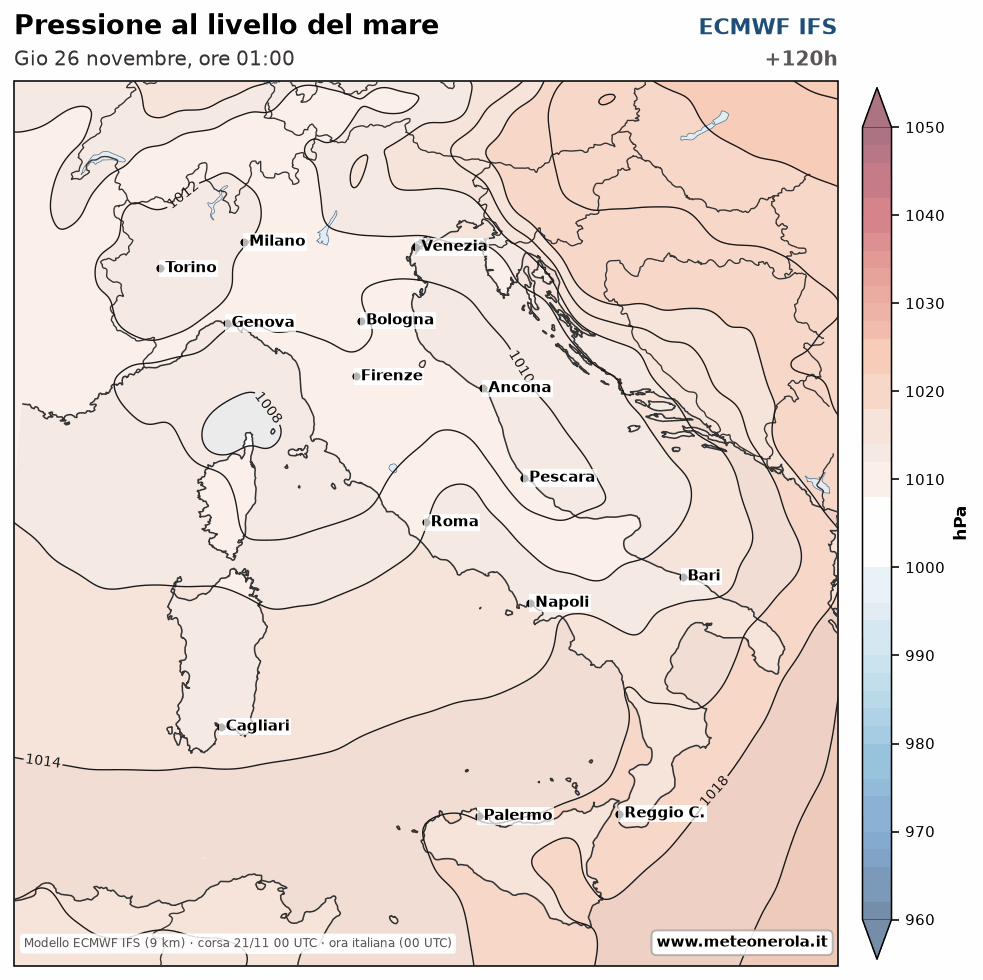 Pressione al livello del mare
ECMWF IFS
Gio 26 novembre, ore 01:00
+120h
1012
Milano
Venezia
Torino
Genova
Bologna
1010
Firenze
Ancona
1008
Pescara
Roma
Bari
Napoli
Cagliari
1014
1018
Palermo
Reggio C.
Modello ECMWF IFS (9 km) · corsa 21/11 00 UTC · ora italiana (00 UTC)
www.meteonerola.it
1050
1040
1030
1020
1010
1000
990
980
970
960
hPa